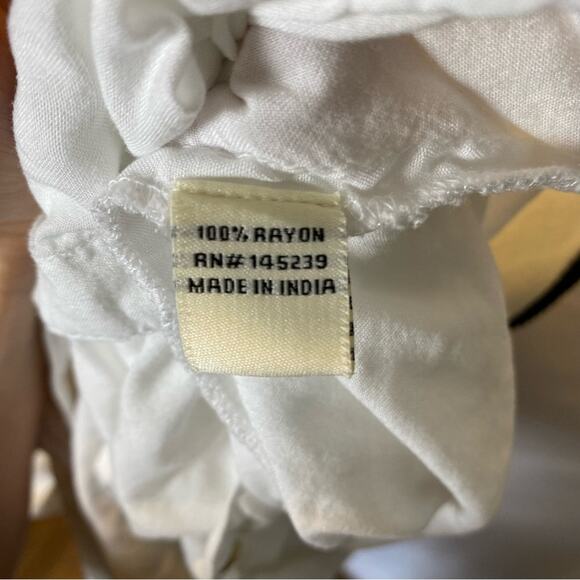 100% RAYON
RN# 145239
MADE IN INDIA